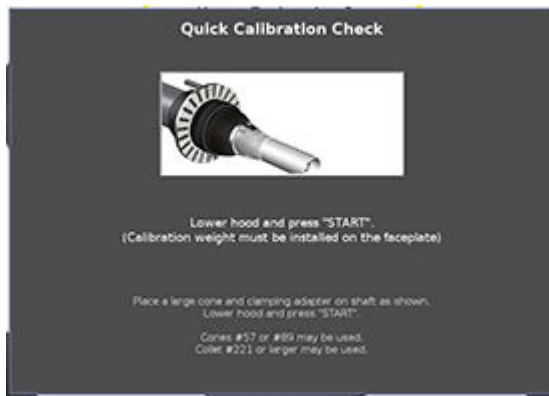 Quick Calibration Check
Lower hood and press "START".
(Calibration weight must be installed on the faceplate)
Place a large cone and clamping adapter on shaft as shown.
Lower hood and press "START".
Cones #57 or #89 may be used.
Collet #221 or larger may be used.